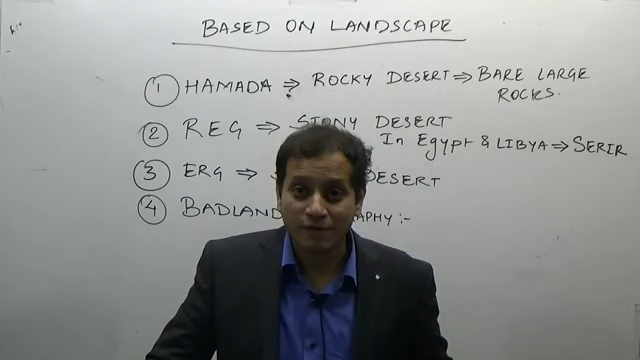 BASED ON LANDSCAPE
1 HAMADA ⇒ ROCKY DESERT ⇒ BARE LARGE
ROCKS.
2 REG ⇒ STONY DESERT
In Egypt & LIBYA ⇒ SERIR
3 ERG ⇒ DESERT
4 BADLAND :-